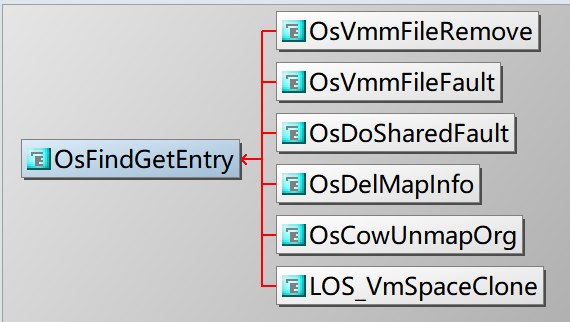 OsVmmFileRemove
OsVmmFileFault
OsDoSharedFault
OsFindGetEntry
OsDelMapInfo
OsCowUnmapOrg
LOS_VmSpaceClone